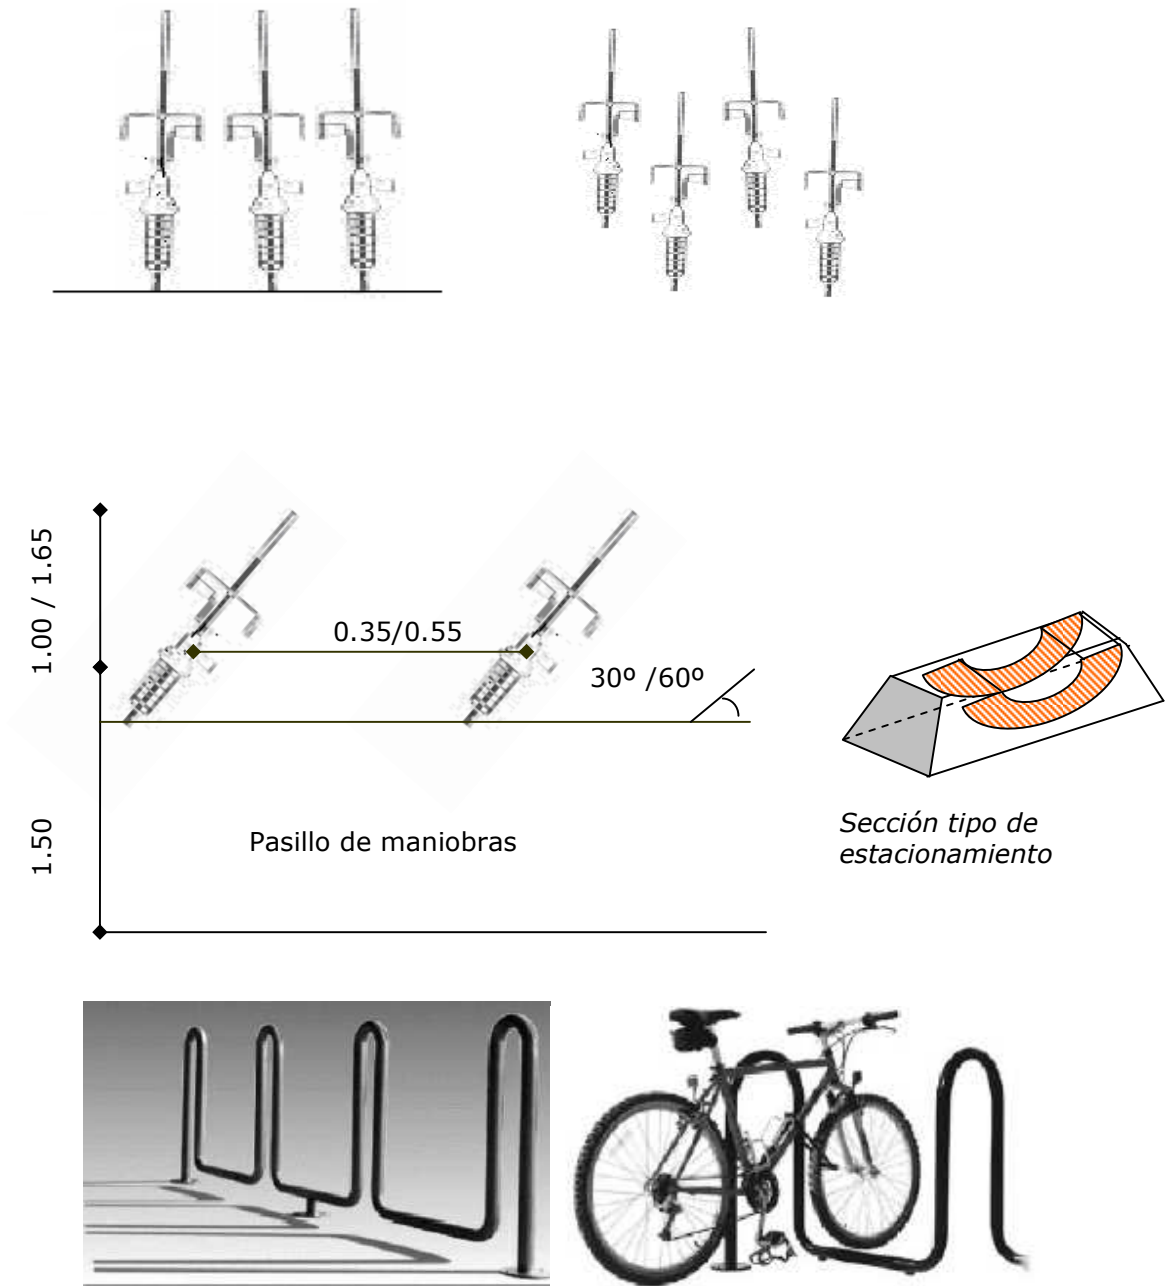 1.00 / 1.65
0.35/0.55
30º /60º
1.50
Pasillo de maniobras
Sección tipo de
estacionamiento